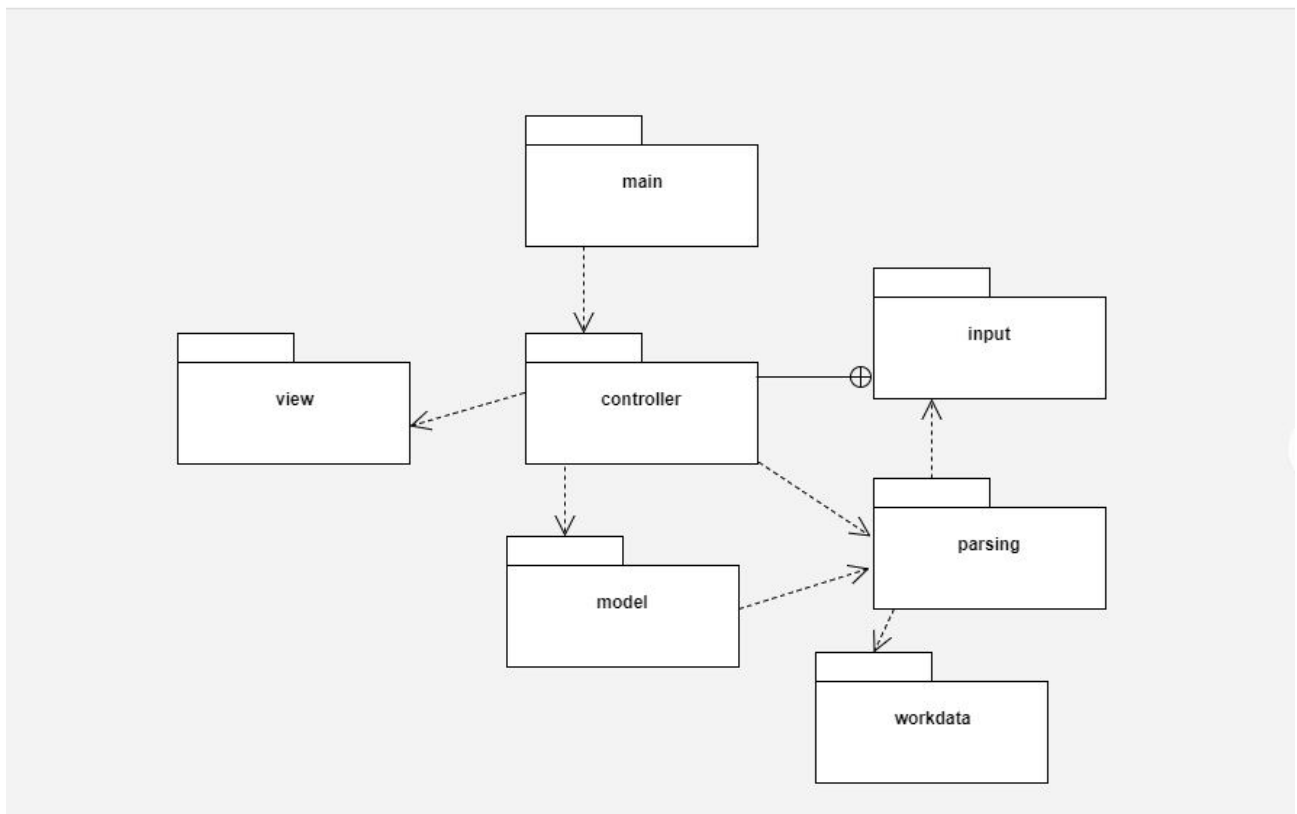 main
input
view
controller
parsing
model
workdata